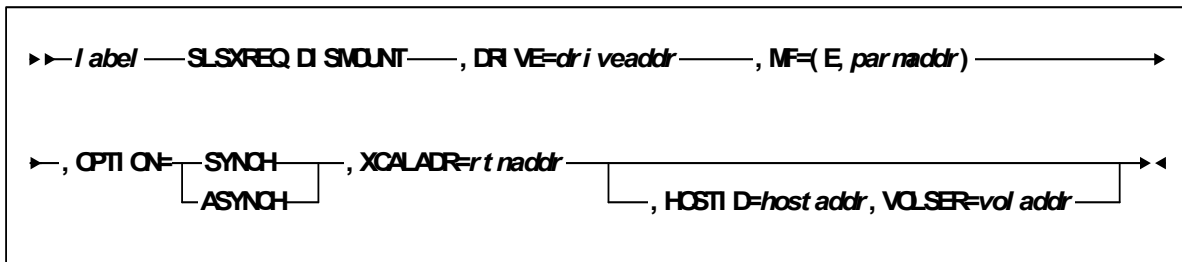 label SLSXREQ DISMOUNT , DRIVE=driveaddr , MF=(E, parmaddr)
, OPTION= SYNCH , XCALADR=rtnaddr
ASYNCH , HOSTID=hostaddr, VOLSER=voladdr